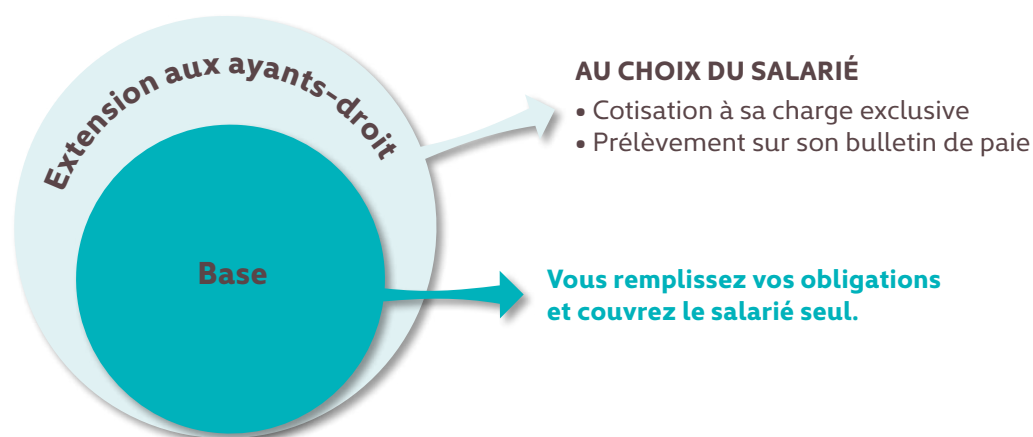 Extension aux ayants-droit
AU CHOIX DU SALARIÉ
• Cotisation à sa charge exclusive
• Prélèvement sur son bulletin de paie
Base
Vous remplissez vos obligations
et couvrez le salarié seul.